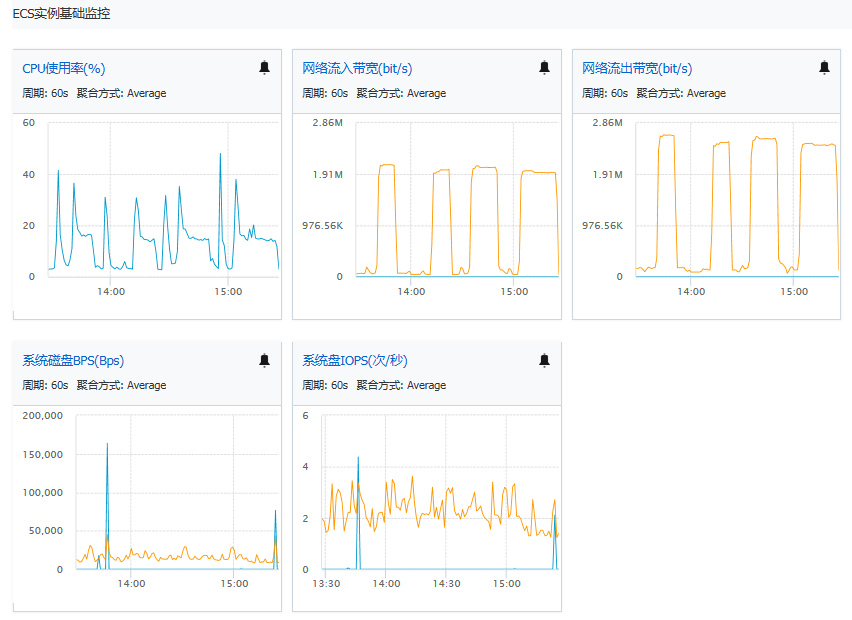 ECS实例基础监控
CPU使用率(%)
周期: 60s 聚合方式: Average
60
40
20
0
14:00 15:00
网络流入带宽(bit/s)
周期: 60s 聚合方式: Average
2.86M
1.91M
976.56K
0
14:00 15:00
网络流出带宽(bit/s)
周期: 60s 聚合方式: Average
2.86M
1.91M
976.56K
0
14:00 15:00
系统磁盘BPS(Bps)
周期: 60s 聚合方式: Average
200,000
150,000
100,000
50,000
0
14:00 15:00
系统盘IOPS(次/秒)
周期: 60s 聚合方式: Average
6
4
2
0
13:30 14:00 14:30 15:00